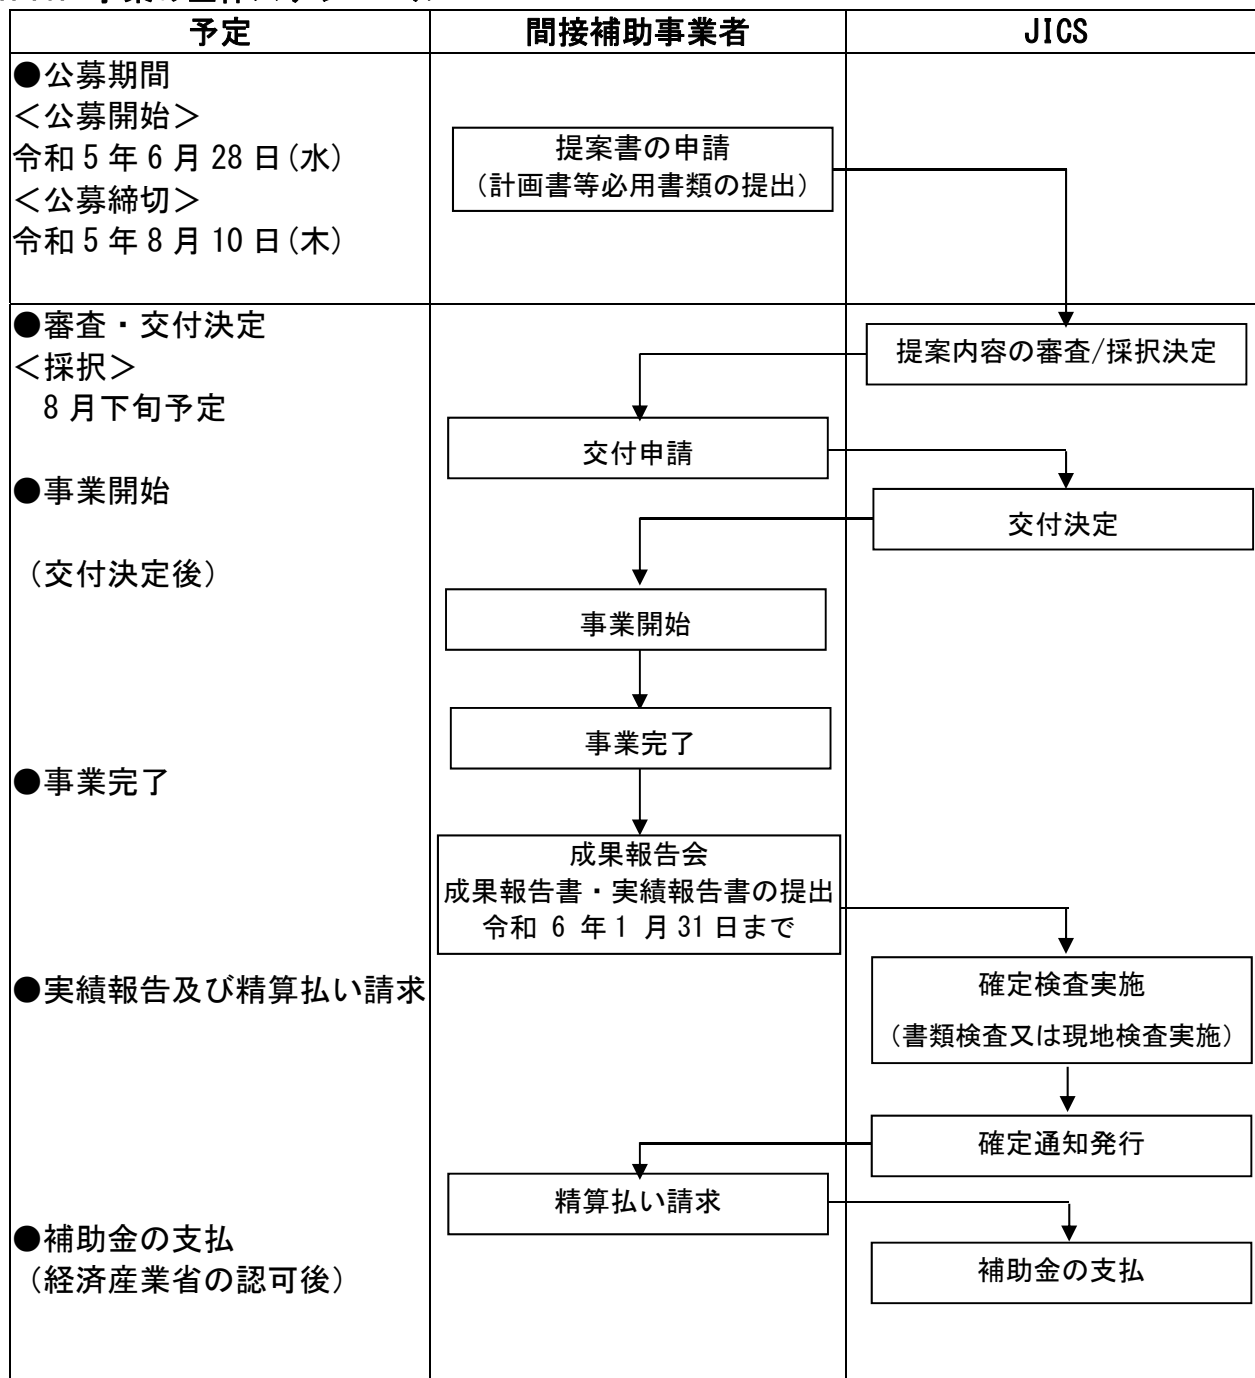 予定
間接補助事業者
JICS
●公募期間
＜公募開始＞
令和5年6月28日(水)
＜公募締切＞
令和5年8月10日(木)
提案書の申請
（計画書等必用書類の提出）
●審査・交付決定
＜採択＞
8月下旬予定
提案内容の審査/採択決定
交付申請
●事業開始
（交付決定後）
交付決定
事業開始
事業完了
●事業完了
成果報告会
成果報告書・実績報告書の提出
令和 6 年1 月31日まで
●実績報告及び精算払い請求
確定検査実施
（書類検査又は現地検査実施）
確定通知発行
精算払い請求
●補助金の支払
（経済産業省の認可後）
補助金の支払